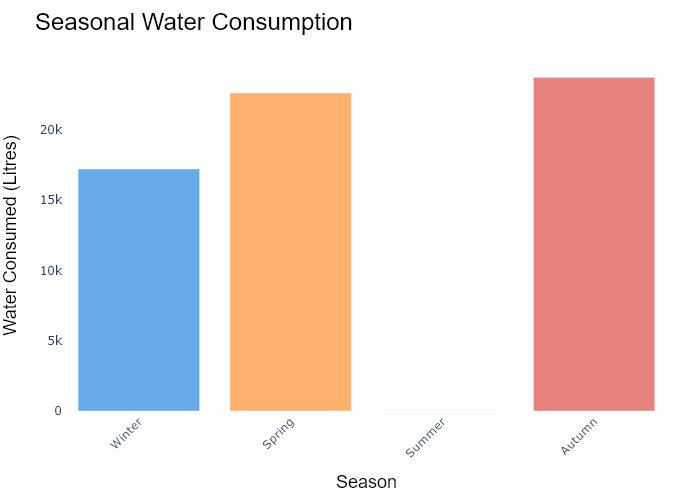 Seasonal Water Consumption
Water Consumed (Litres)
20k
15k
10k
5k
0
Winter
Spring
Summer
Autumn
Season